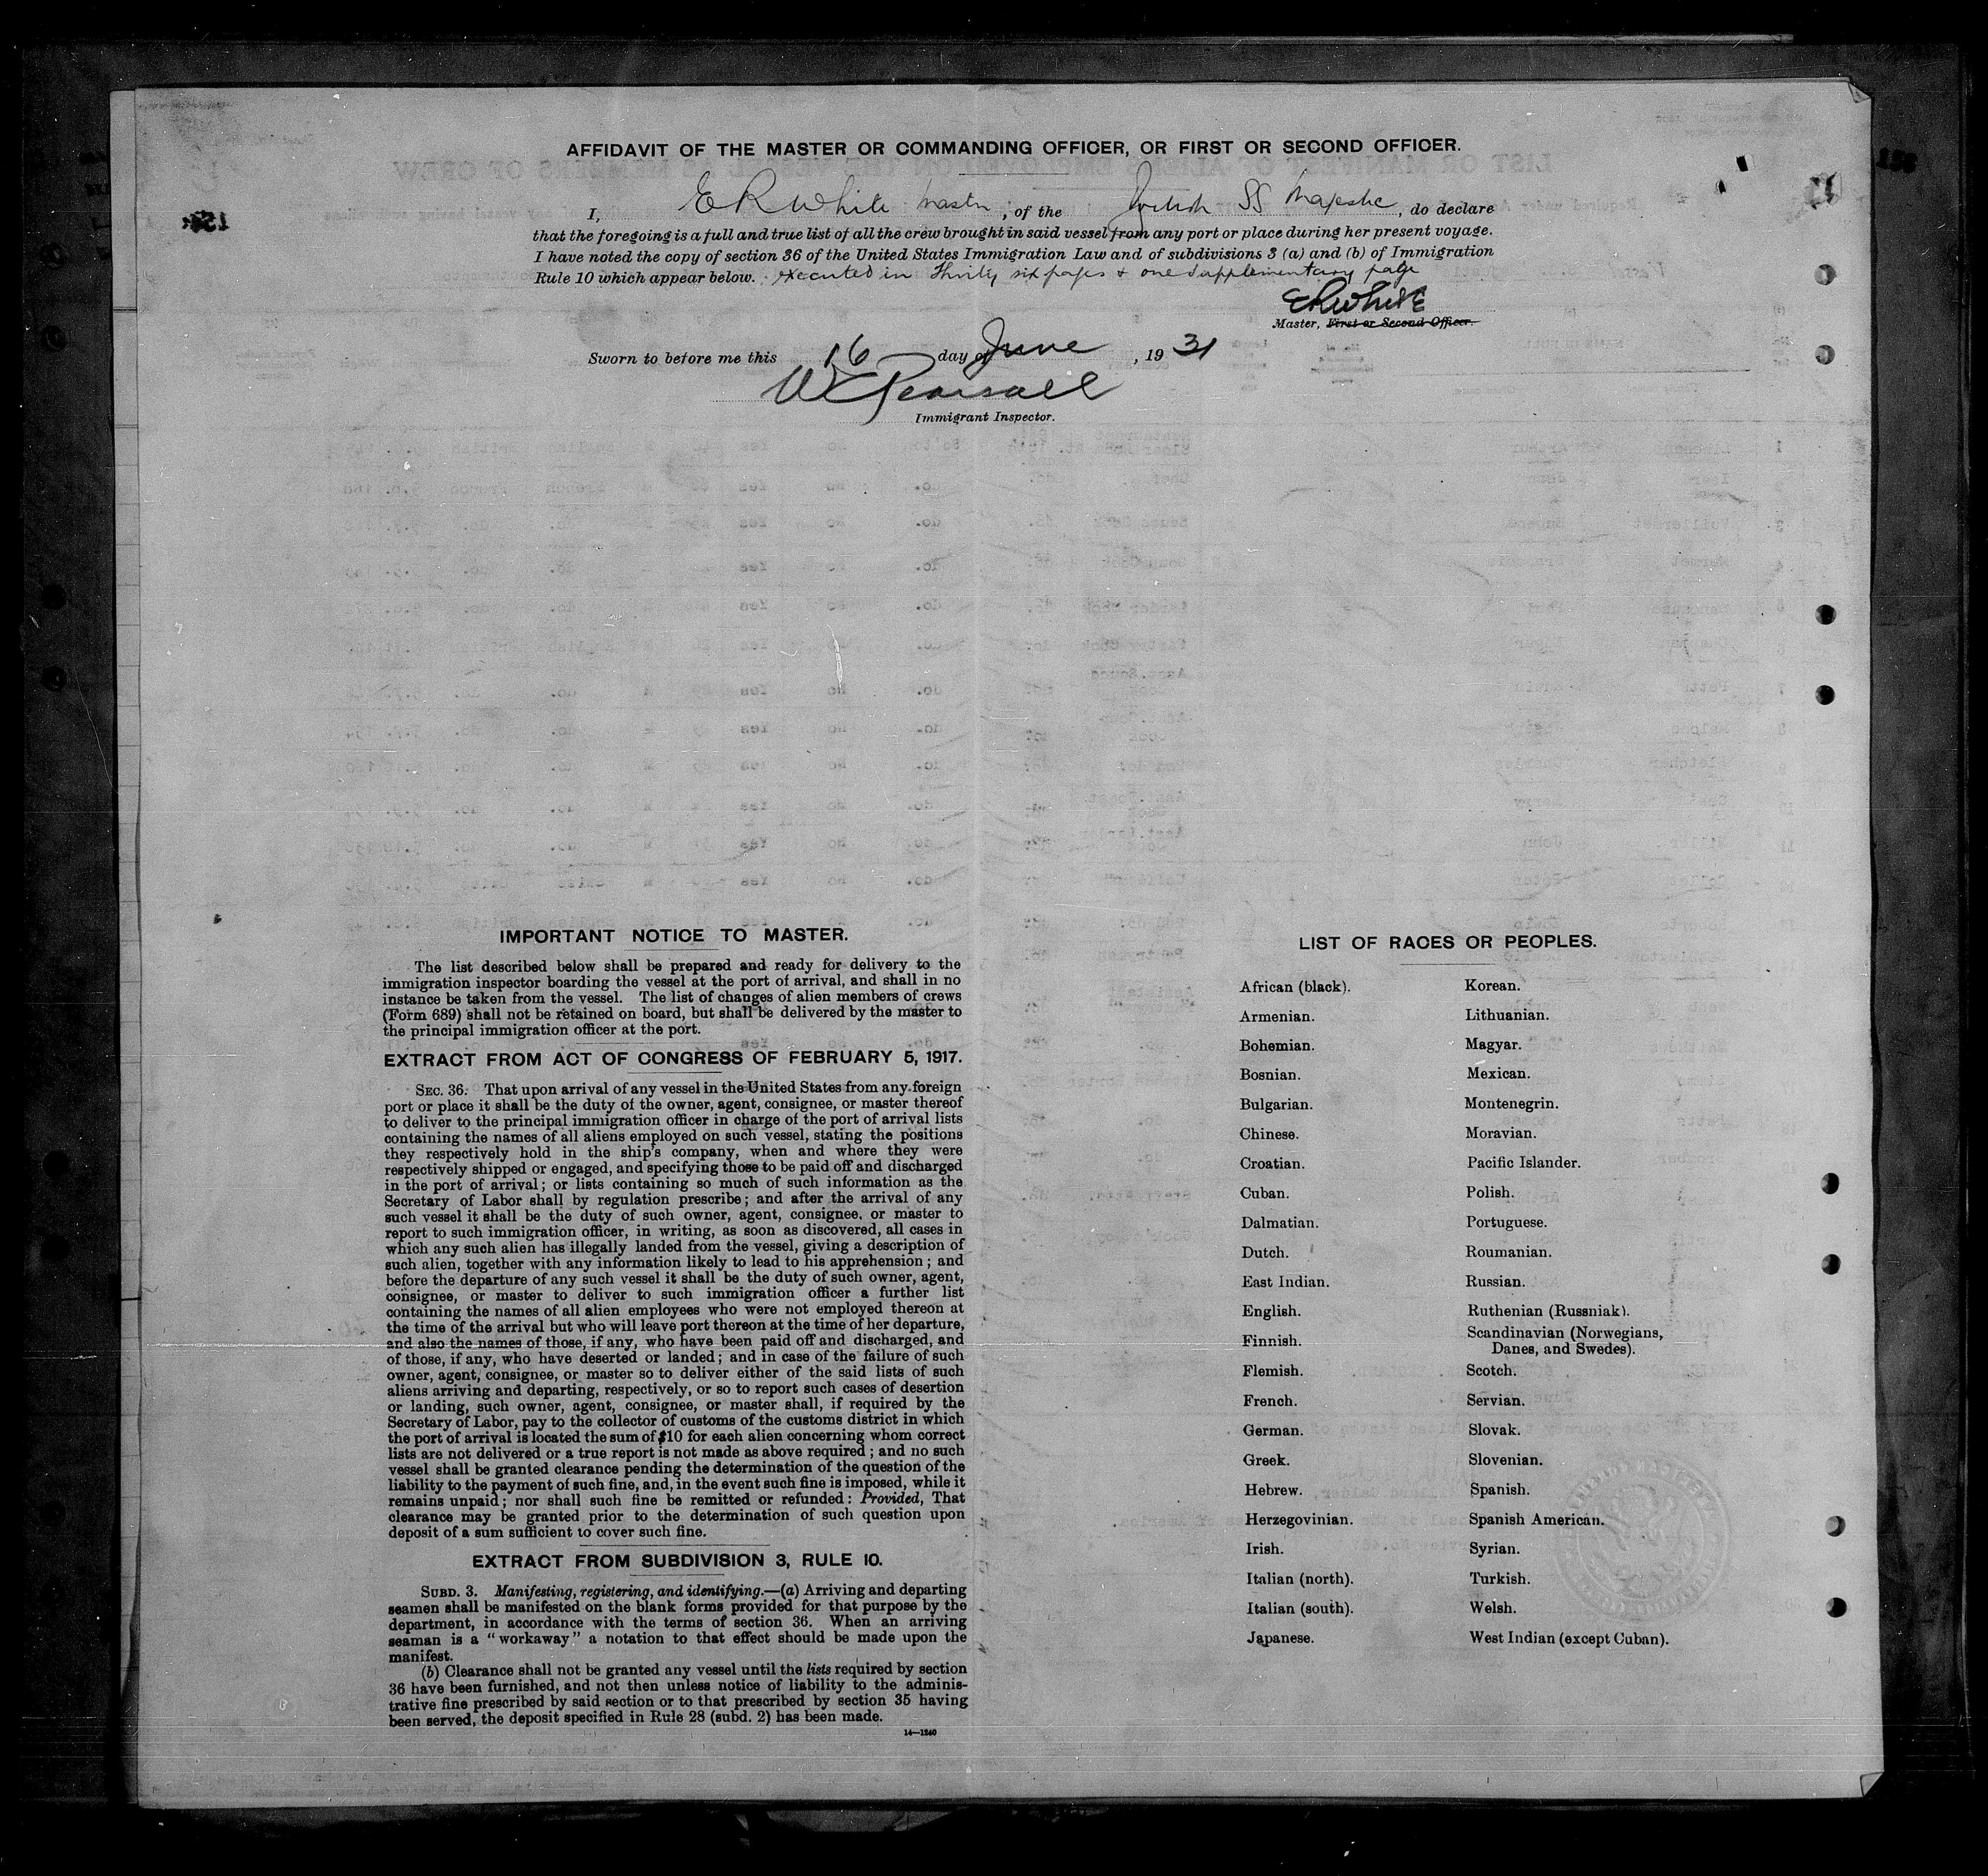 AFFIDAVIT OF THE MASTER OR COMMANDING OFFICER, OR FIRST OR SECOND OFFICER.
I, E R White Master, of the British SS Majestic, do declare
that the foregoing is a full and true list of all the crew brought in said vessel from any port or place during her present voyage.
I have noted the copy of section 36 of the United States Immigration Law and of subdivisions 3 (a) and (b) of Immigration
Rule 10 which appear below. executed in Thirty six pages + one supplementary page
ERWhite
Master, First or Second Officer.
Sworn to before me this 16 day of June, 1931
W C Pearsall
Immigrant Inspector.
IMPORTANT NOTICE TO MASTER.
The list described below shall be prepared and ready for delivery to the
immigration inspector boarding the vessel at the port of arrival, and shall in no
instance be taken from the vessel. The list of changes of alien members of crews
(Form 689) shall not be retained on board, but shall be delivered by the master to
the principal immigration officer at the port.
EXTRACT FROM ACT OF CONGRESS OF FEBRUARY 5, 1917.
SEC. 36. That upon arrival of any vessel in the United States from any foreign
port or place it shall be the duty of the owner, agent, consignee, or master thereof
to deliver to the principal immigration officer in charge of the port of arrival lists
containing the names of all aliens employed on such vessel, stating the positions
they respectively hold in the ship's company, when and where they were
respectively shipped or engaged, and specifying those to be paid off and discharged
in the port of arrival; or lists containing so much of such information as the
Secretary of Labor shall by regulation prescribe; and after the arrival of any
such vessel it shall be the duty of such owner, agent, consignee, or master to
report to such immigration officer, in writing, as soon as discovered, all cases in
which any such alien has illegally landed from the vessel, giving a description of
such alien, together with any information likely to lead to his apprehension; and
before the departure of any such vessel it shall be the duty of such owner, agent,
consignee, or master to deliver to such immigration officer a further list
containing the names of all alien employees who were not employed thereon at
the time of the arrival but who will leave port thereon at the time of her departure,
and also the names of those, if any, who have been paid off and discharged, and
of those, if any, who have deserted or landed; and in case of the failure of such
owner, agent, consignee, or master so to deliver either of the said lists of such
aliens arriving and departing, respectively, or so to report such cases of desertion
or landing, such owner, agent, consignee, or master shall, if required by the
Secretary of Labor, pay to the collector of customs of the customs district in which
the port of arrival is located the sum of $10 for each alien concerning whom correct
lists are not delivered or a true report is not made as above required; and no such
vessel shall be granted clearance pending the determination of the question of the
liability to the payment of such fine, and, in the event such fine is imposed, while it
remains unpaid; nor shall such fine be remitted or refunded: Provided, That
clearance may be granted prior to the determination of such question upon
deposit of a sum sufficient to cover such fine.
EXTRACT FROM SUBDIVISION 3, RULE 10.
SUBD. 3. Manifesting, registering, and identifying.—(a) Arriving and departing
seamen shall be manifested on the blank forms provided for that purpose by the
department, in accordance with the terms of section 36. When an arriving
seaman is a "workaway" a notation to that effect should be made upon the
manifest.
(b) Clearance shall not be granted any vessel until the lists required by section
36 have been furnished, and not then unless notice of liability to the adminis-
trative fine prescribed by said section or to that prescribed by section 35 having
been served, the deposit specified in Rule 28 (subd. 2) has been made.
14—1240
LIST OF RACES OR PEOPLES.
African (black).
Armenian.
Bohemian.
Bosnian.
Bulgarian.
Chinese.
Croatian.
Cuban.
Dalmatian.
Dutch.
East Indian.
English.
Finnish.
Flemish.
French.
German.
Greek.
Hebrew.
Herzegovinian.
Irish.
Italian (north).
Italian (south).
Japanese.
Korean.
Lithuanian.
Magyar.
Mexican.
Montenegrin.
Moravian.
Pacific Islander.
Polish.
Portuguese.
Roumanian.
Russian.
Ruthenian (Russniak).
Scandinavian (Norwegians,
Danes, and Swedes).
Scotch.
Servian.
Slovak.
Slovenian.
Spanish.
Spanish American.
Syrian.
Turkish.
Welsh.
West Indian (except Cuban).